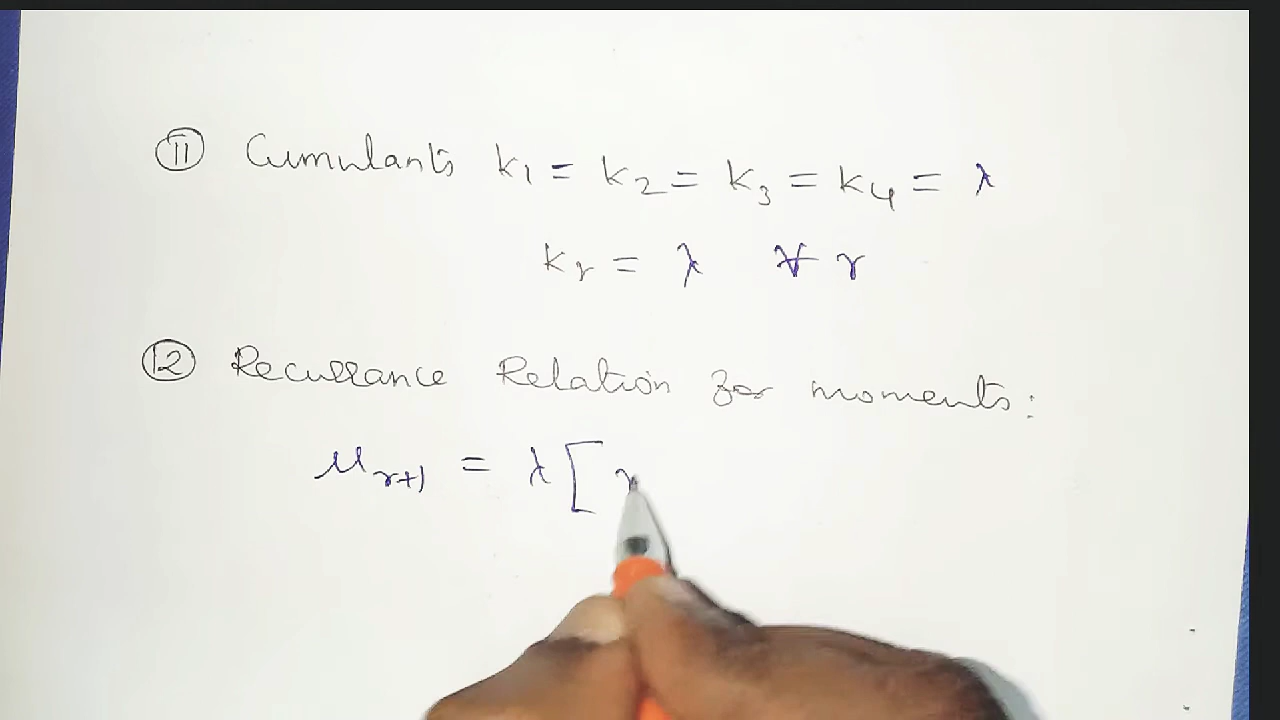 11 Cumulants k1 = k2 = k3 = k4 = λ
kr = λ ∀ r
12 Recurrance Relation for moments:
μr+1 = λ [ r